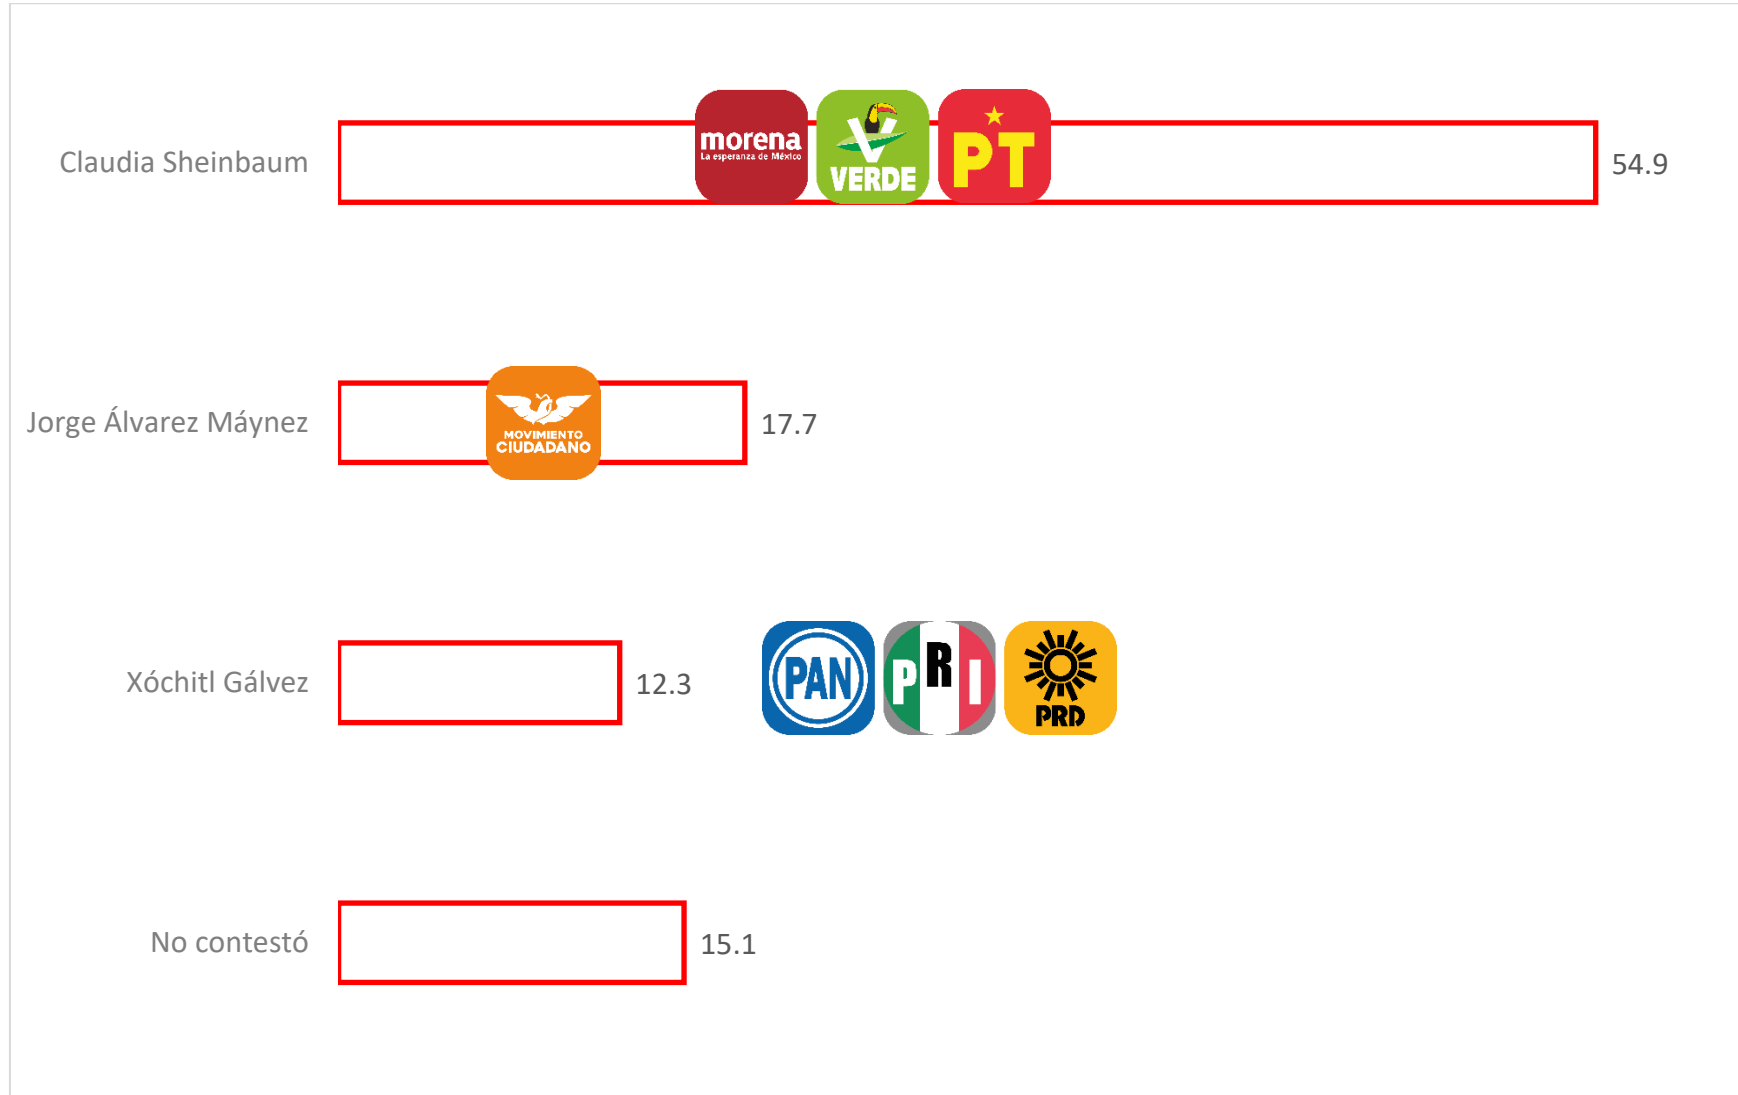 morena
La esperanza de México
VERDE
PT
Claudia Sheinbaum
54.9
MOVIMIENTO
CIUDADANO
Jorge Álvarez Máynez
17.7
PAN
PRI
PRD
Xóchitl Gálvez
12.3
No contestó
15.1